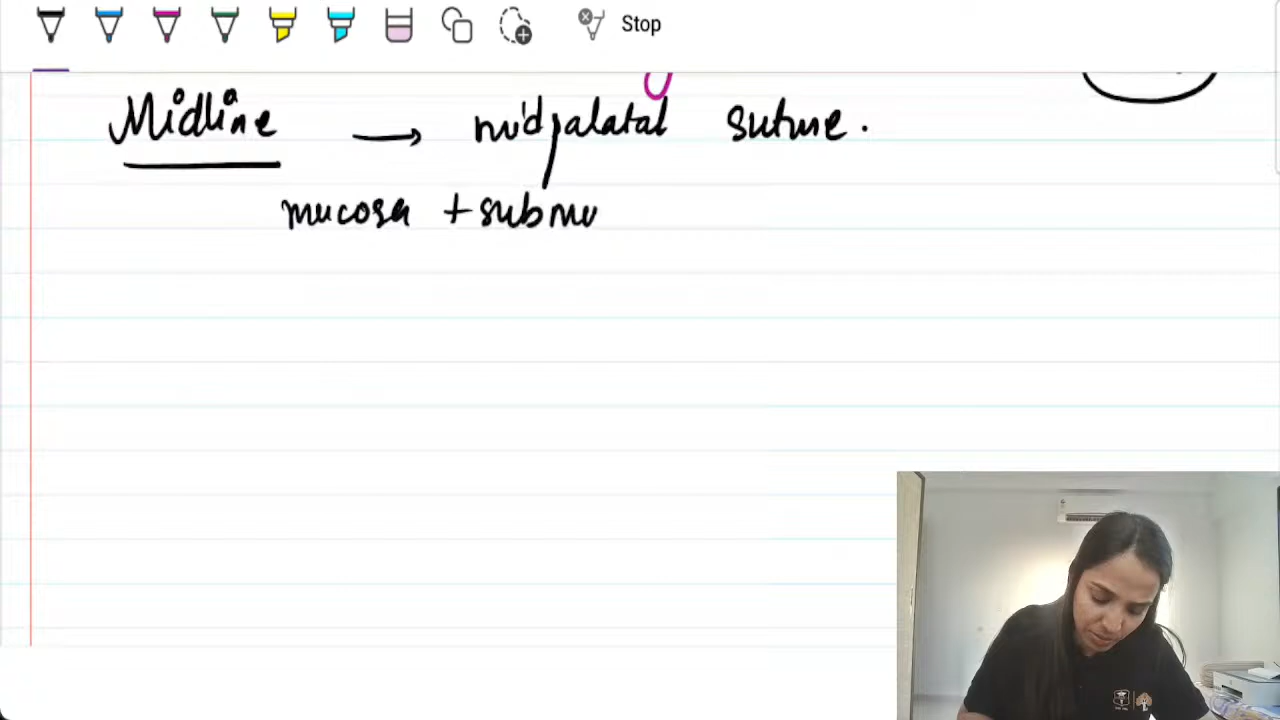 Stop
Midline → midpalatal suture.
mucosa + submu